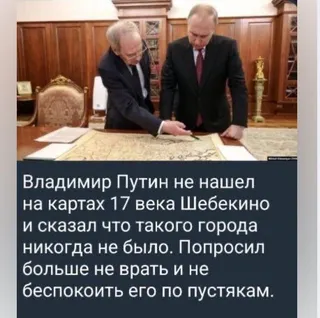 Владимир Путин не нашел
на картах 17 века Шебекино
и сказал что такого города
никогда не было. Попросил
больше не врать и не
беспокоить его по пустякам.